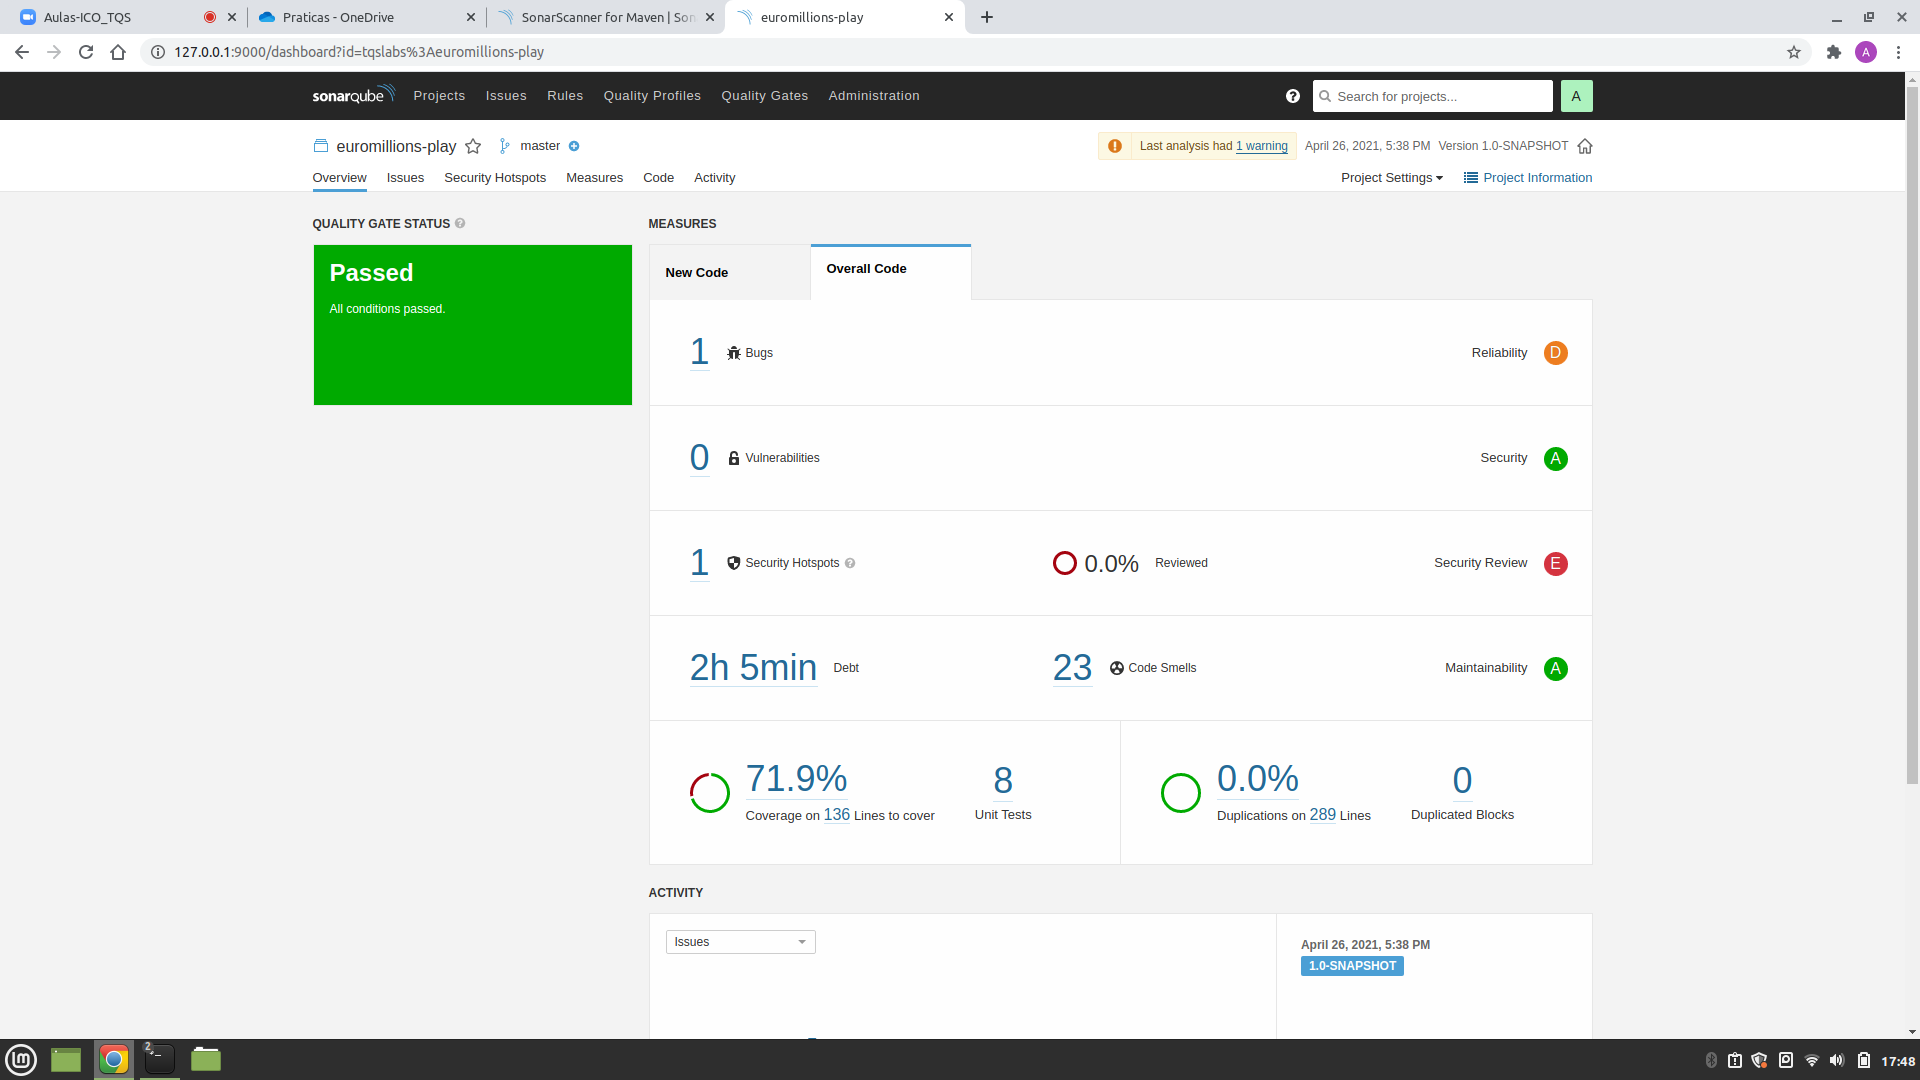 Aulas-ICO_TQS
Praticas - OneDrive
SonarScanner for Maven | Son
euromillions-play
127.0.0.1:9000/dashboard?id=tqslabs%3Aeuromillions-play
A
sonarqube
Projects
Issues
Rules
Quality Profiles
Quality Gates
Administration
Search for projects...
A
euromillions-play
master
Last analysis had 1 warning
April 26, 2021, 5:38 PM
Version 1.0-SNAPSHOT
Overview
Issues
Security Hotspots
Measures
Code
Activity
Project Settings
Project Information
QUALITY GATE STATUS
Passed
All conditions passed.
MEASURES
New Code
Overall Code
1 Bugs
Reliability D
0 Vulnerabilities
Security A
1 Security Hotspots
0.0% Reviewed
Security Review E
2h 5min Debt
23 Code Smells
Maintainability A
71.9%
Coverage on 136 Lines to cover
8
Unit Tests
0.0%
Duplications on 289 Lines
0
Duplicated Blocks
ACTIVITY
Issues
April 26, 2021, 5:38 PM
1.0-SNAPSHOT
2
17:48